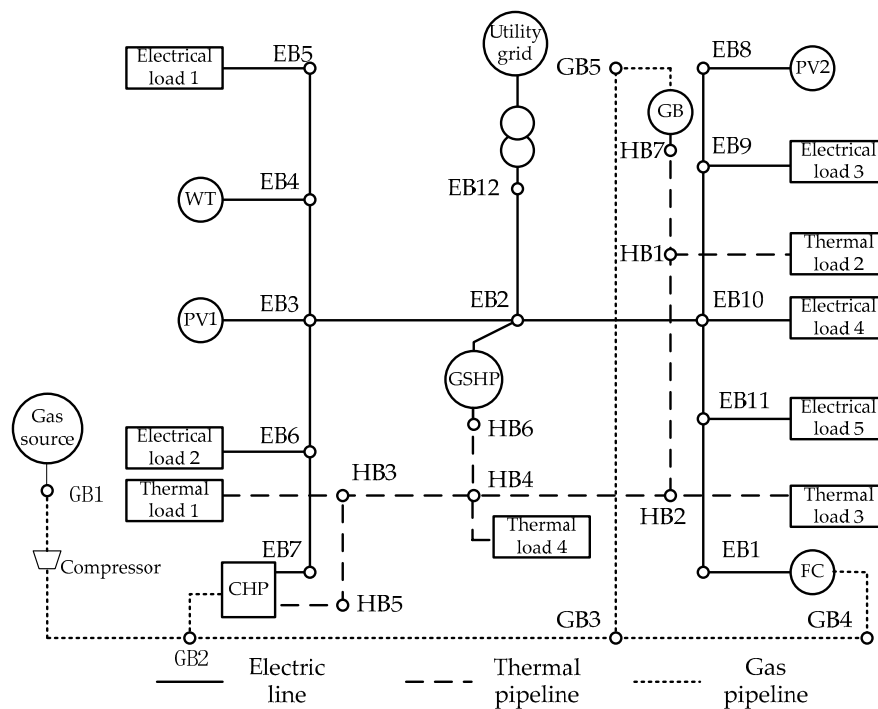 Utility
grid
Electrical
load 1
EB5
GB5
EB8
PV2
GB
HB7
EB9
Electrical
load 3
WT
EB4
EB12
HB1
Thermal
load 2
PV1
EB3
EB2
EB10
Electrical
load 4
GSHP
Gas
source
Electrical
load 2
EB6
HB6
EB11
Electrical
load 5
GB1
Thermal
load 1
HB3
HB4
HB2
Thermal
load 3
Thermal
load 4
Compressor
EB7
CHP
HB5
EB1
FC
GB2
GB3
GB4
Electric
line
Thermal
pipeline
Gas
pipeline